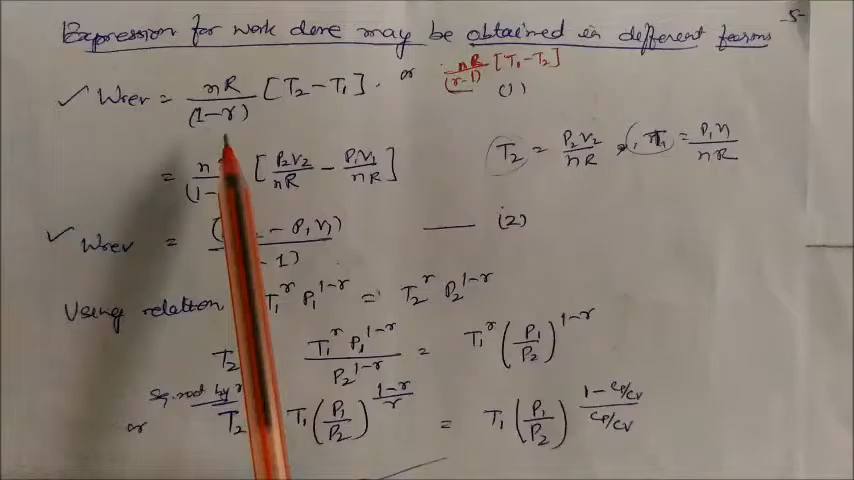 -5-
Expression for work done may be obtained in different forms
✓ Wrev = nR/(1-r) [T2 - T1]. or nR/(r-1) [T1 - T2] (1)
= n /(1- [P2V2/nR - P1V1/nR] T2 = P2V2/nR , T1 = P1V1/nR
✓ Wrev = ( - P1V1)/ - 1) —— (2)
Using relation T1^r P1^1-r = T2^r P2^1-r
T2 T1^r P1^1-r / P2^1-r = T1^r (P1/P2)^1-r
by r
or T2 T1 (P1/P2)^1-r/r = T1 (P1/P2)^1-Cp/Cv / Cp/Cv